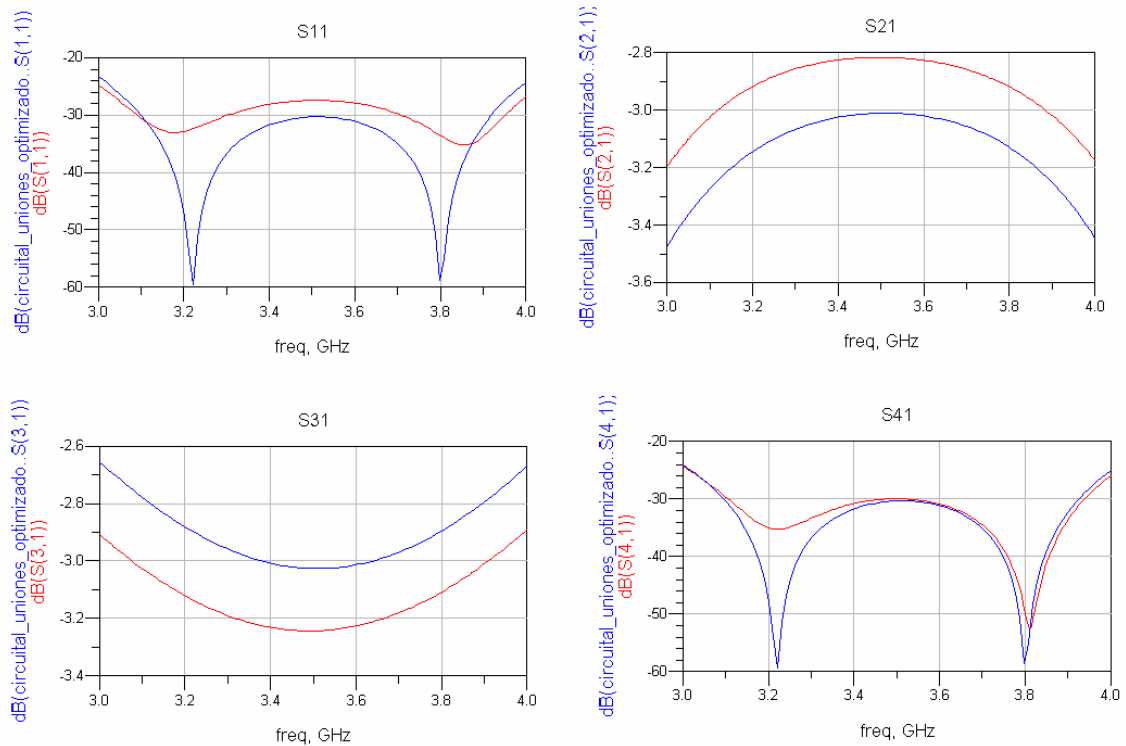 S11
dB(circuital_uniones_optimizado..S(1,1))
dB(S(1,1))
-20
-30
-40
-50
-60
3.0 3.2 3.4 3.6 3.8 4.0
freq, GHz
S21
dB(circuital_uniones_optimizado..S(2,1))
dB(S(2,1))
-2.8
-3.0
-3.2
-3.4
-3.6
3.0 3.2 3.4 3.6 3.8 4.0
freq, GHz
S31
dB(circuital_uniones_optimizado..S(3,1))
dB(S(3,1))
-2.6
-2.8
-3.0
-3.2
-3.4
3.0 3.2 3.4 3.6 3.8 4.0
freq, GHz
S41
dB(circuital_uniones_optimizado..S(4,1))
dB(S(4,1))
-20
-30
-40
-50
-60
3.0 3.2 3.4 3.6 3.8 4.0
freq, GHz